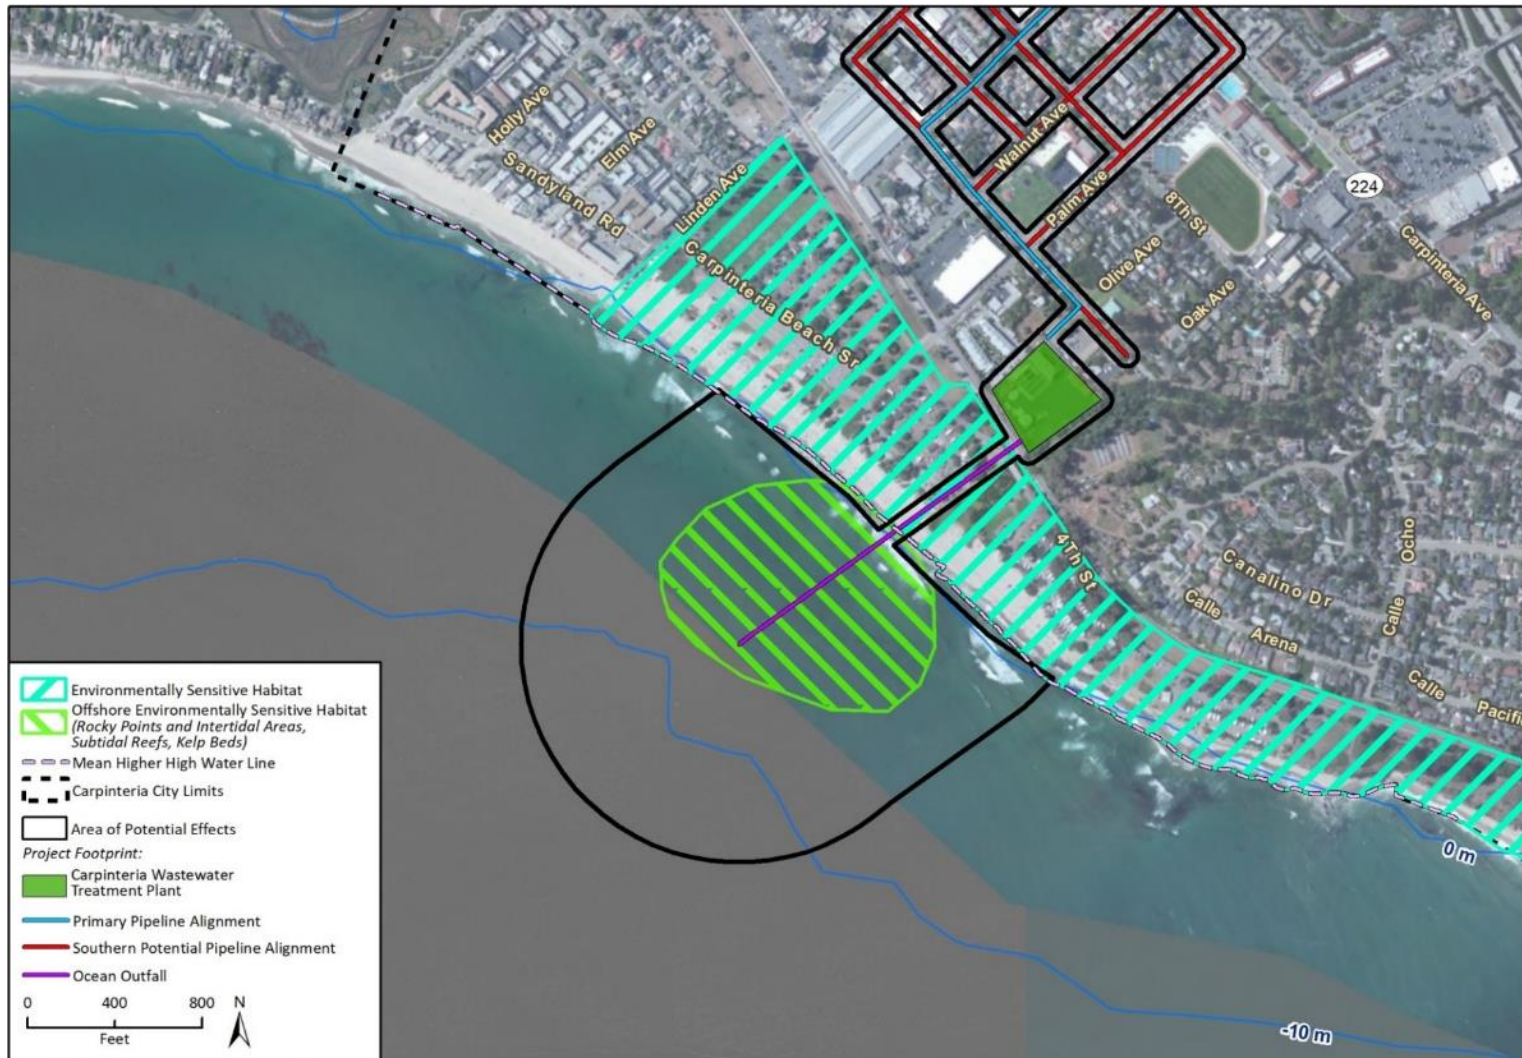 Holly Ave
Elm Ave
Sandyland Rd
Linden Ave
Carpinteria Beach Sr
Walnut Ave
Palm Ave
8Th St
Olive Ave
Oak Ave
224
Carpinteria Ave
4Th St
Canalino Dr
Calle Ocho
Calle Arena
Calle Pacifi
0 m
-10 m
Environmentally Sensitive Habitat
Offshore Environmentally Sensitive Habitat
(Rocky Points and Intertidal Areas,
Subtidal Reefs, Kelp Beds)
Mean Higher High Water Line
Carpinteria City Limits
Area of Potential Effects
Project Footprint:
Carpinteria Wastewater
Treatment Plant
Primary Pipeline Alignment
Southern Potential Pipeline Alignment
Ocean Outfall
0 400 800 N
Feet